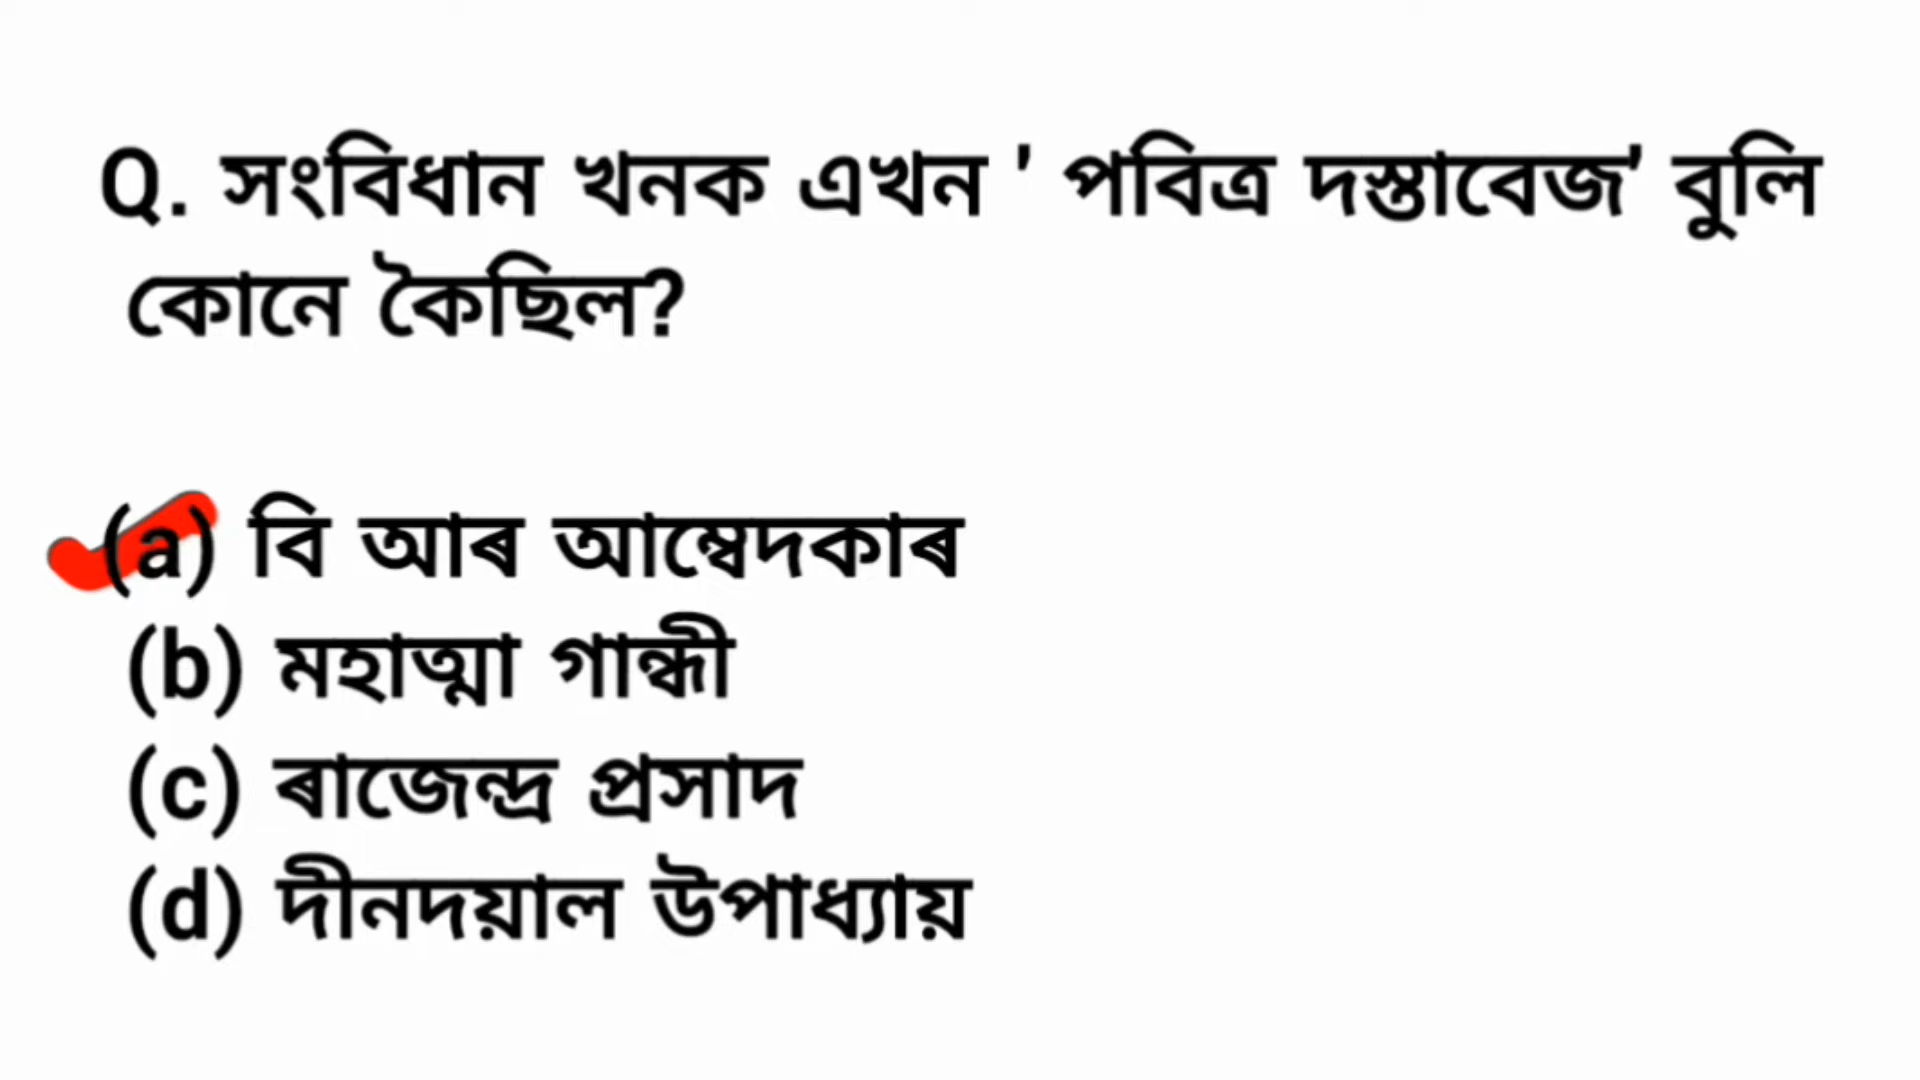 Q. সংবিধান খনক এখন ' পবিত্ৰ দস্তাবেজ' বুলি
কোনে কৈছিল?
(a) বি আৰ আম্বেদকাৰ
(b) মহাত্মা গান্ধী
(c) ৰাজেন্দ্ৰ প্ৰসাদ
(d) দীনদয়াল উপাধ্যায়